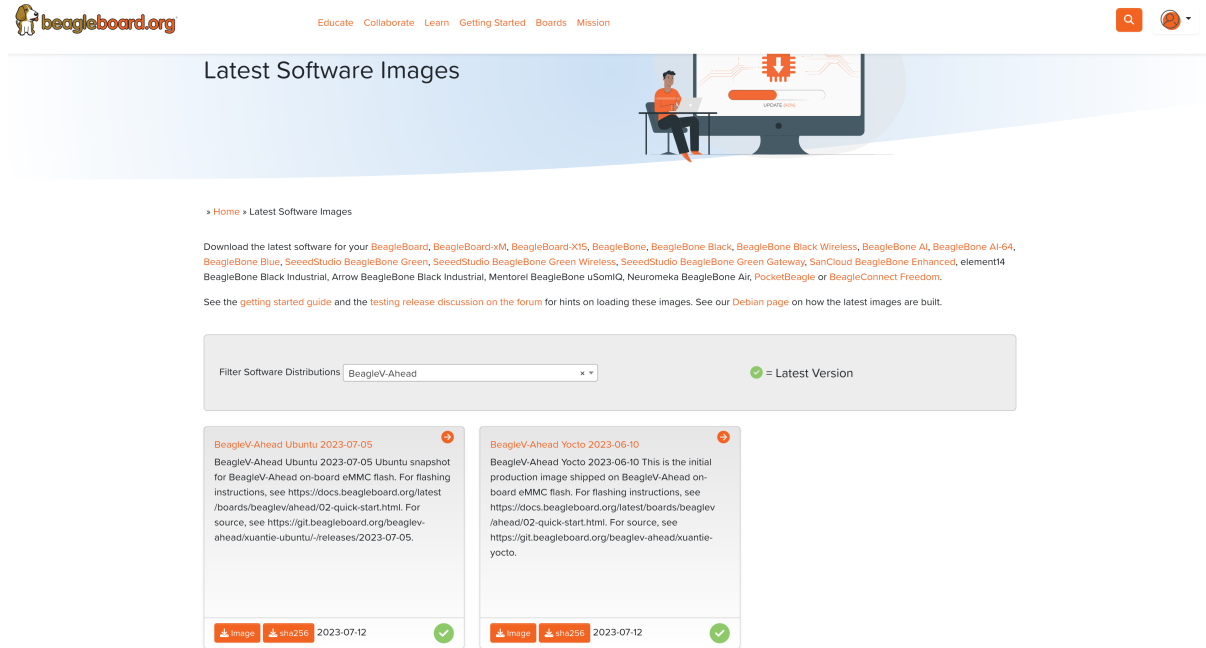 beagleboard.org
Educate Collaborate Learn Getting Started Boards Mission
Latest Software Images
UPDATE NOW
» Home » Latest Software Images
Download the latest software for your BeagleBoard, BeagleBoard-xM, BeagleBoard-X15, BeagleBone, BeagleBone Black, BeagleBone Black Wireless, BeagleBone AI, BeagleBone AI-64,
BeagleBone Blue, SeeedStudio BeagleBone Green, SeeedStudio BeagleBone Green Wireless, SeeedStudio BeagleBone Green Gateway, SanCloud BeagleBone Enhanced, element14
BeagleBone Black Industrial, Arrow BeagleBone Black Industrial, Mentorel BeagleBone uSomIQ, Neuromeka BeagleBone Air, PocketBeagle or BeagleConnect Freedom.
See the getting started guide and the testing release discussion on the forum for hints on loading these images. See our Debian page on how the latest images are built.
Filter Software Distributions BeagleV-Ahead × = Latest Version
BeagleV-Ahead Ubuntu 2023-07-05
BeagleV-Ahead Ubuntu 2023-07-05 Ubuntu snapshot
for BeagleV-Ahead on-board eMMC flash. For flashing
instructions, see https://docs.beagleboard.org/latest
/boards/beaglev/ahead/02-quick-start.html. For
source, see https://git.beagleboard.org/beaglev-
ahead/xuantie-ubuntu/-/releases/2023-07-05.
Image sha256 2023-07-12
BeagleV-Ahead Yocto 2023-06-10
BeagleV-Ahead Yocto 2023-06-10 This is the initial
production image shipped on BeagleV-Ahead on-
board eMMC flash. For flashing instructions, see
https://docs.beagleboard.org/latest/boards/beaglev
/ahead/02-quick-start.html. For source, see
https://git.beagleboard.org/beaglev-ahead/xuantie-
yocto.
Image sha256 2023-07-12